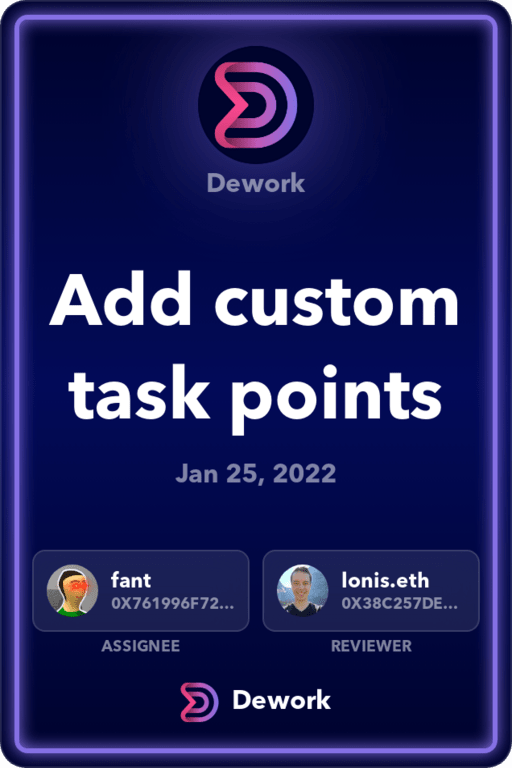 Dework
Add custom
task points
Jan 25, 2022
fant
0X761996F72...
ASSIGNEE
lonis.eth
0X38C257DE...
REVIEWER
Dework